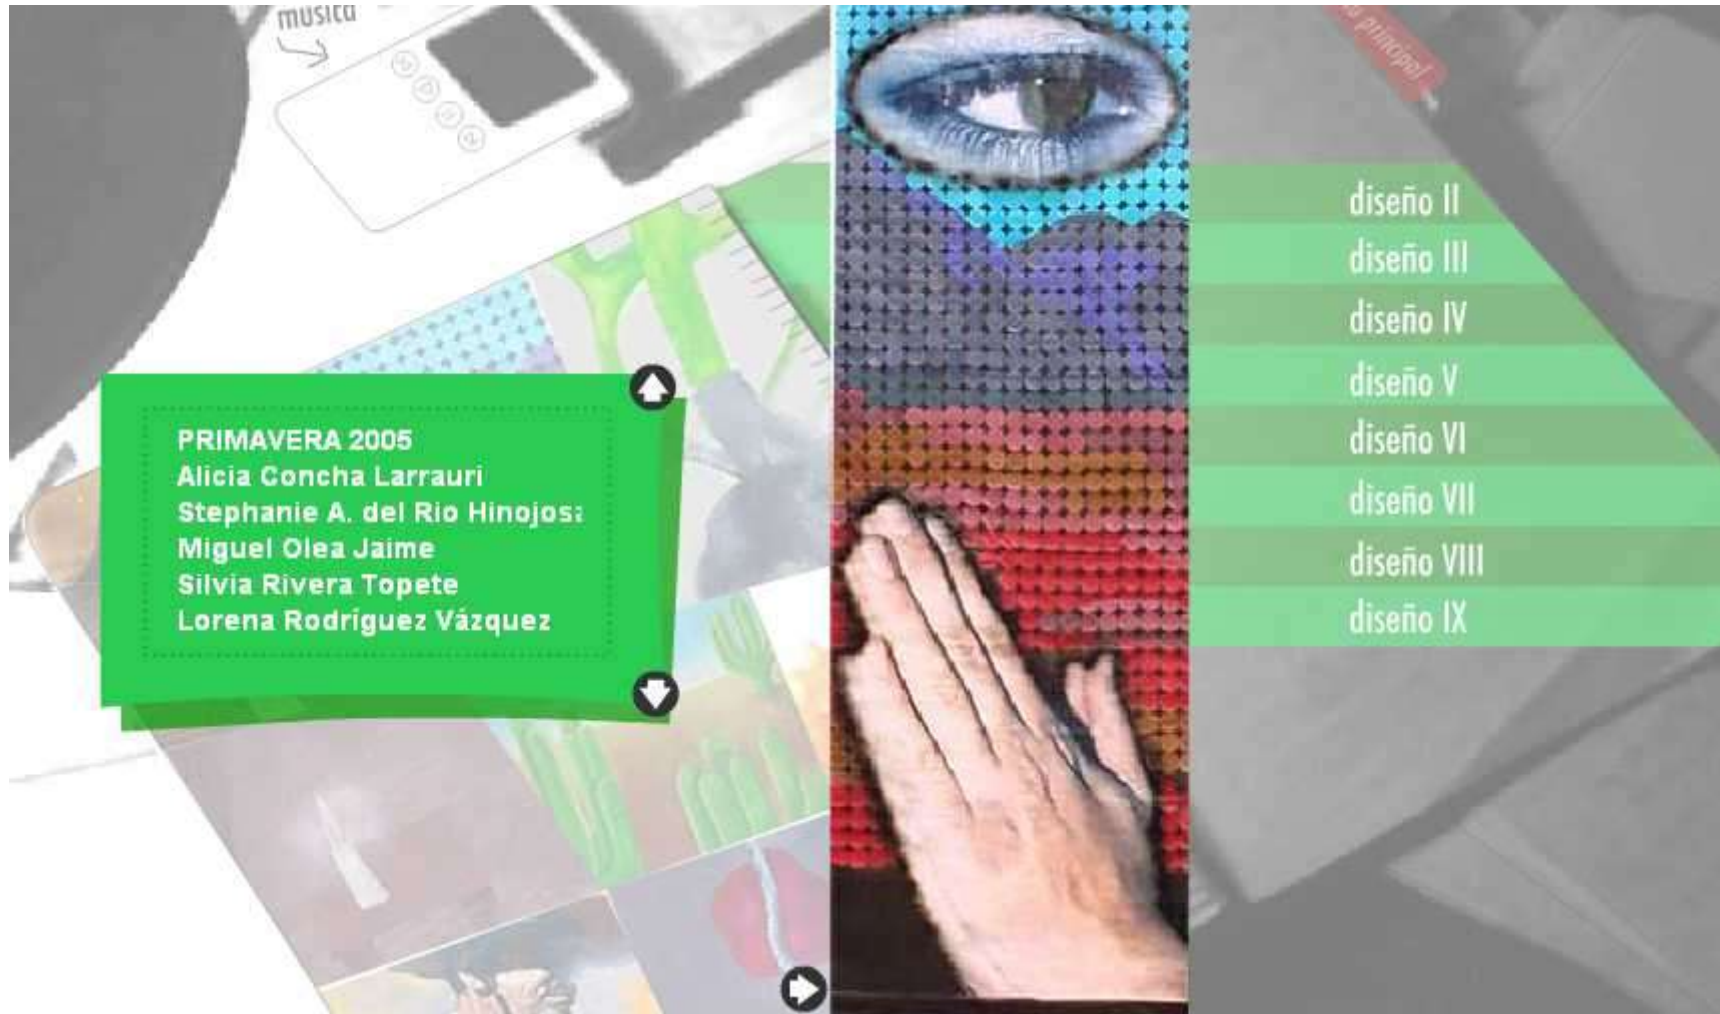 musica
PRIMAVERA 2005
Alicia Concha Larrauri
Stephanie A. del Rio Hinojosa
Miguel Olea Jaime
Silvia Rivera Topete
Lorena Rodríguez Vázquez
principal
diseño II
diseño III
diseño IV
diseño V
diseño VI
diseño VII
diseño VIII
diseño IX